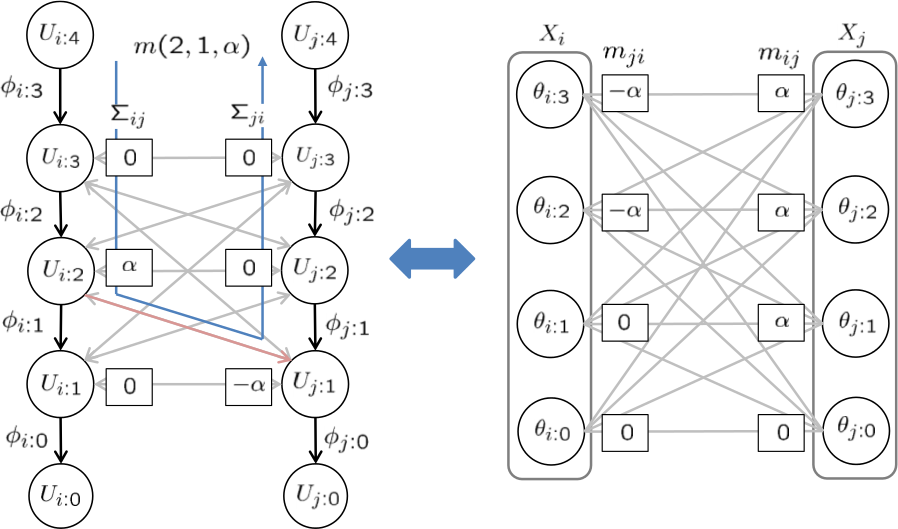 U_{i:4} m(2, 1, α) U_{j:4} X_i X_j
ϕ_{i:3} ϕ_{j:3} m_{ji} m_{ij}
Σ_{ij} Σ_{ji} θ_{i:3} −α α θ_{j:3}
U_{i:3} 0 0 U_{j:3}
ϕ_{i:2} ϕ_{j:2} θ_{i:2} −α α θ_{j:2}
U_{i:2} α 0 U_{j:2}
ϕ_{i:1} ϕ_{j:1} θ_{i:1} 0 α θ_{j:1}
U_{i:1} 0 −α U_{j:1}
ϕ_{i:0} ϕ_{j:0} θ_{i:0} 0 0 θ_{j:0}
U_{i:0} U_{j:0}